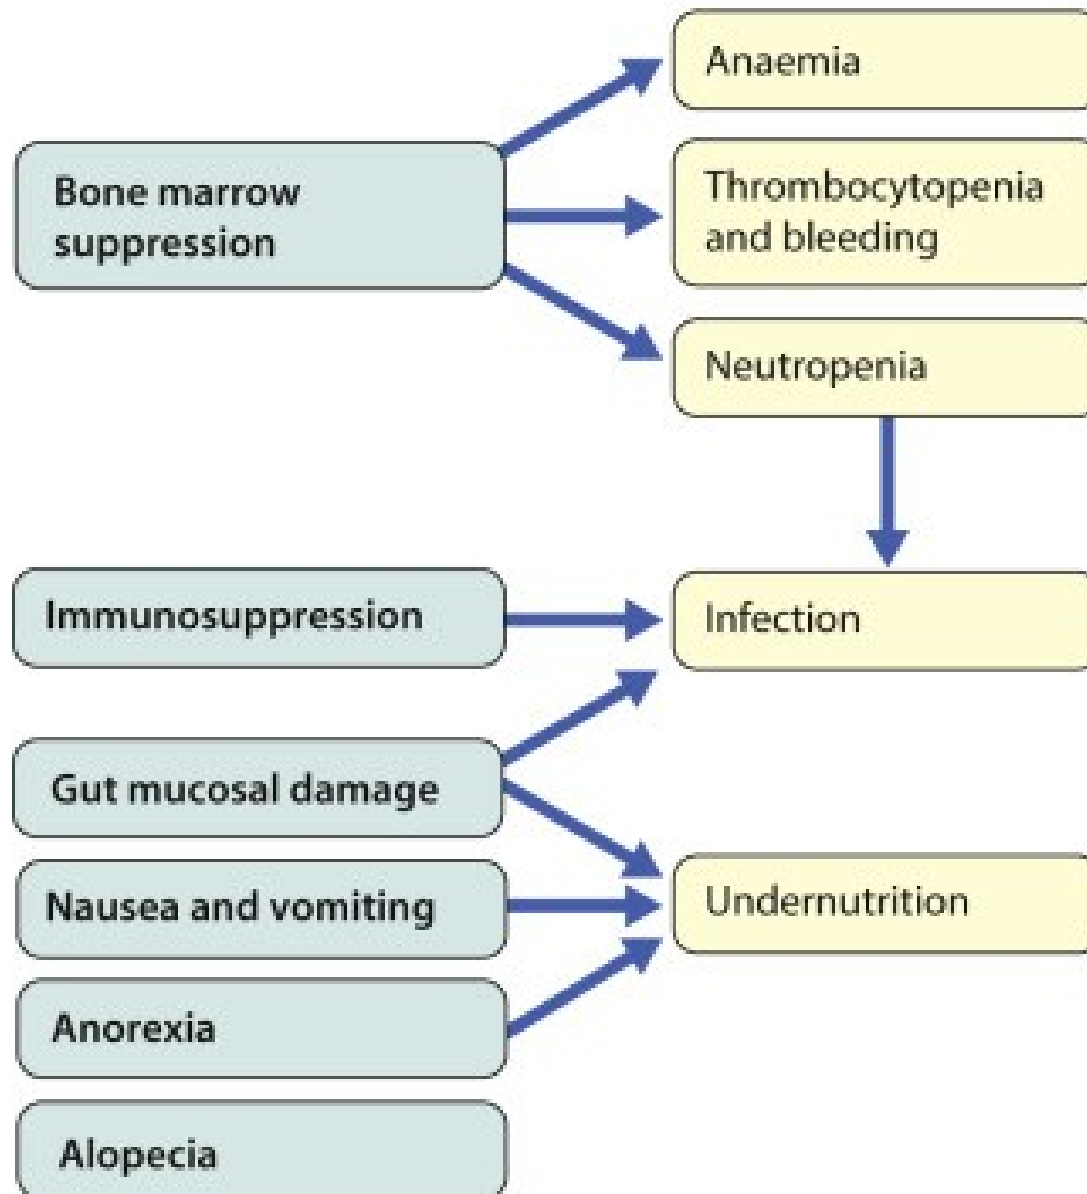 Anaemia
Bone marrow
suppression
Thrombocytopenia
and bleeding
Neutropenia
Immunosuppression
Infection
Gut mucosal damage
Nausea and vomiting
Undernutrition
Anorexia
Alopecia